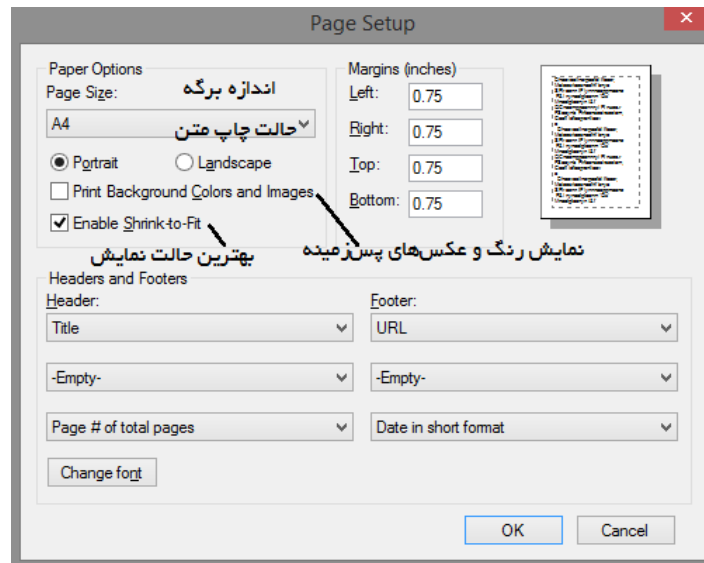 Page Setup
Paper Options
Page Size:
اندازه برگه
A4
حالت چاپ متن
Portrait
Landscape
Print Background Colors and Images
Enable Shrink-to-Fit
Margins (inches)
Left: 0.75
Right: 0.75
Top: 0.75
Bottom: 0.75
نمایش رنگ و عکس‌های پس‌زمینه
بهترین حالت نمایش
Headers and Footers
Header:
Footer:
Title
URL
-Empty-
-Empty-
Page # of total pages
Date in short format
Change font
OK
Cancel